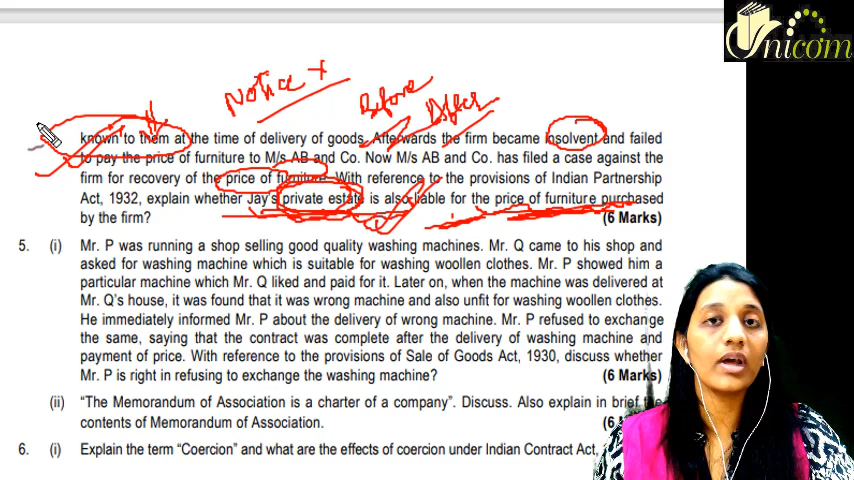 Unicom
Notice +
Before
After
known to them at the time of delivery of goods. Afterwards the firm became insolvent and failed
to pay the price of furniture to M/s AB and Co. Now M/s AB and Co. has filed a case against the
firm for recovery of the price of furniture. With reference to the provisions of Indian Partnership
Act, 1932, explain whether Jay's private estate is also liable for the price of furniture purchased
by the firm? (6 Marks)
5. (i) Mr. P was running a shop selling good quality washing machines. Mr. Q came to his shop and
asked for washing machine which is suitable for washing woollen clothes. Mr. P showed him a
particular machine which Mr. Q liked and paid for it. Later on, when the machine was delivered at
Mr. Q's house, it was found that it was wrong machine and also unfit for washing woollen clothes.
He immediately informed Mr. P about the delivery of wrong machine. Mr. P refused to exchange
the same, saying that the contract was complete after the delivery of washing machine and
payment of price. With reference to the provisions of Sale of Goods Act, 1930, discuss whether
Mr. P is right in refusing to exchange the washing machine? (6 Marks)
(ii) “The Memorandum of Association is a charter of a company”. Discuss. Also explain in brief the
contents of Memorandum of Association. (6
6. (i) Explain the term “Coercion” and what are the effects of coercion under Indian Contract Act,